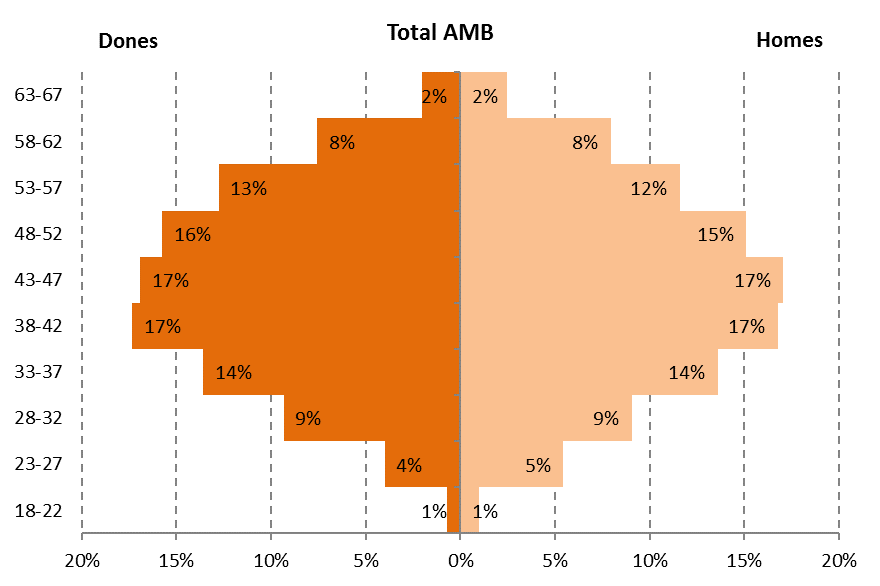 Total AMB
Dones Homes
63-67 2% 2%
58-62 8% 8%
53-57 13% 12%
48-52 16% 15%
43-47 17% 17%
38-42 17% 17%
33-37 14% 14%
28-32 9% 9%
23-27 4% 5%
18-22 1% 1%
20% 15% 10% 5% 0% 5% 10% 15% 20%